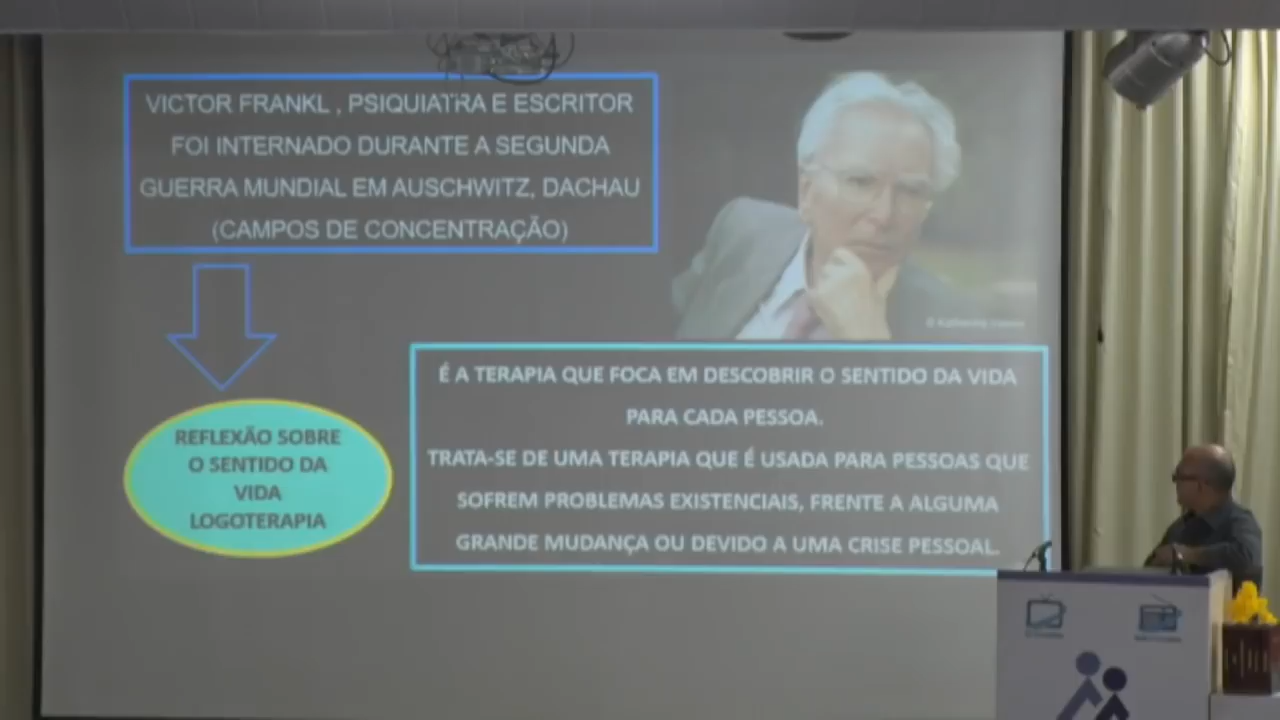 VICTOR FRANKL , PSIQUIATRA E ESCRITOR
FOI INTERNADO DURANTE A SEGUNDA
GUERRA MUNDIAL EM AUSCHWITZ, DACHAU
(CAMPOS DE CONCENTRAÇÃO)
REFLEXÃO SOBRE
O SENTIDO DA
VIDA
LOGOTERAPIA
É A TERAPIA QUE FOCA EM DESCOBRIR O SENTIDO DA VIDA
PARA CADA PESSOA.
TRATA-SE DE UMA TERAPIA QUE É USADA PARA PESSOAS QUE
SOFREM PROBLEMAS EXISTENCIAIS, FRENTE A ALGUMA
GRANDE MUDANÇA OU DEVIDO A UMA CRISE PESSOAL.